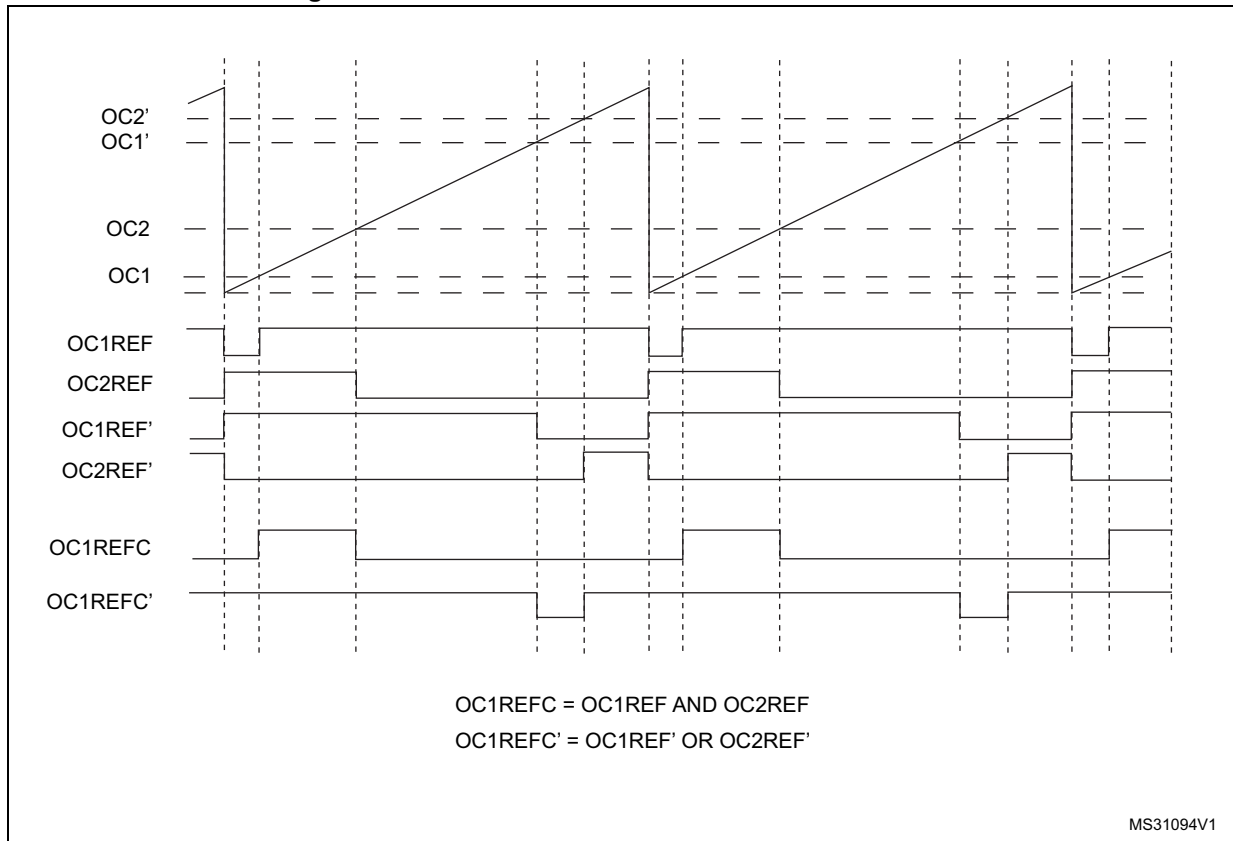 OC2’
OC1’
OC2
OC1
OC1REF
OC2REF
OC1REF’
OC2REF’
OC1REFC
OC1REFC’
OC1REFC = OC1REF AND OC2REF
OC1REFC’ = OC1REF’ OR OC2REF’
MS31094V1